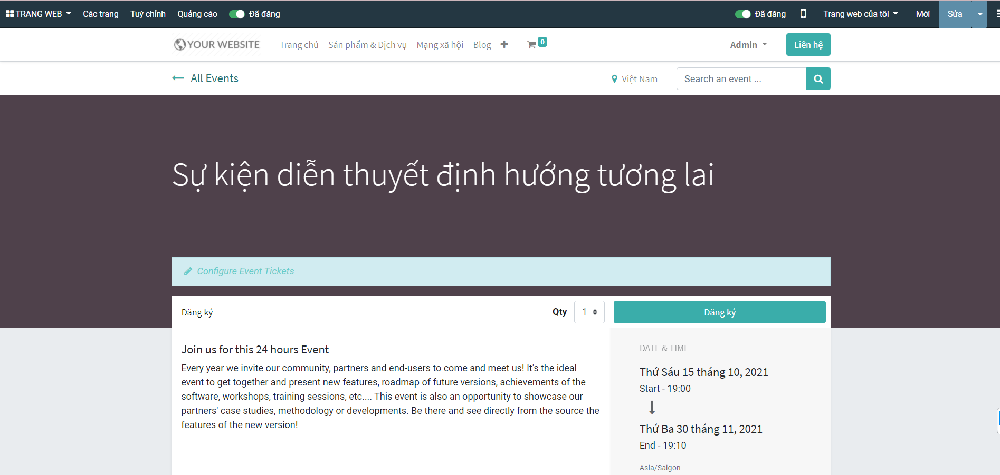 TRANG WEB Các trang Tuỳ chỉnh Quảng cáo Đã đăng Đã đăng Trang web của tôi Mới Sửa
YOUR WEBSITE Trang chủ Sản phẩm & Dịch vụ Mạng xã hội Blog 0 Admin Liên hệ
All Events Việt Nam Search an event ...
Sự kiện diễn thuyết định hướng tương lai
Configure Event Tickets
Đăng ký Qty 1 Đăng ký
Join us for this 24 hours Event
Every year we invite our community, partners and end-users to come and meet us! It's the ideal
event to get together and present new features, roadmap of future versions, achievements of the
software, workshops, training sessions, etc.... This event is also an opportunity to showcase our
partners' case studies, methodology or developments. Be there and see directly from the source the
features of the new version!
DATE & TIME
Thứ Sáu 15 tháng 10, 2021
Start - 19:00
Thứ Ba 30 tháng 11, 2021
End - 19:10
Asia/Saigon